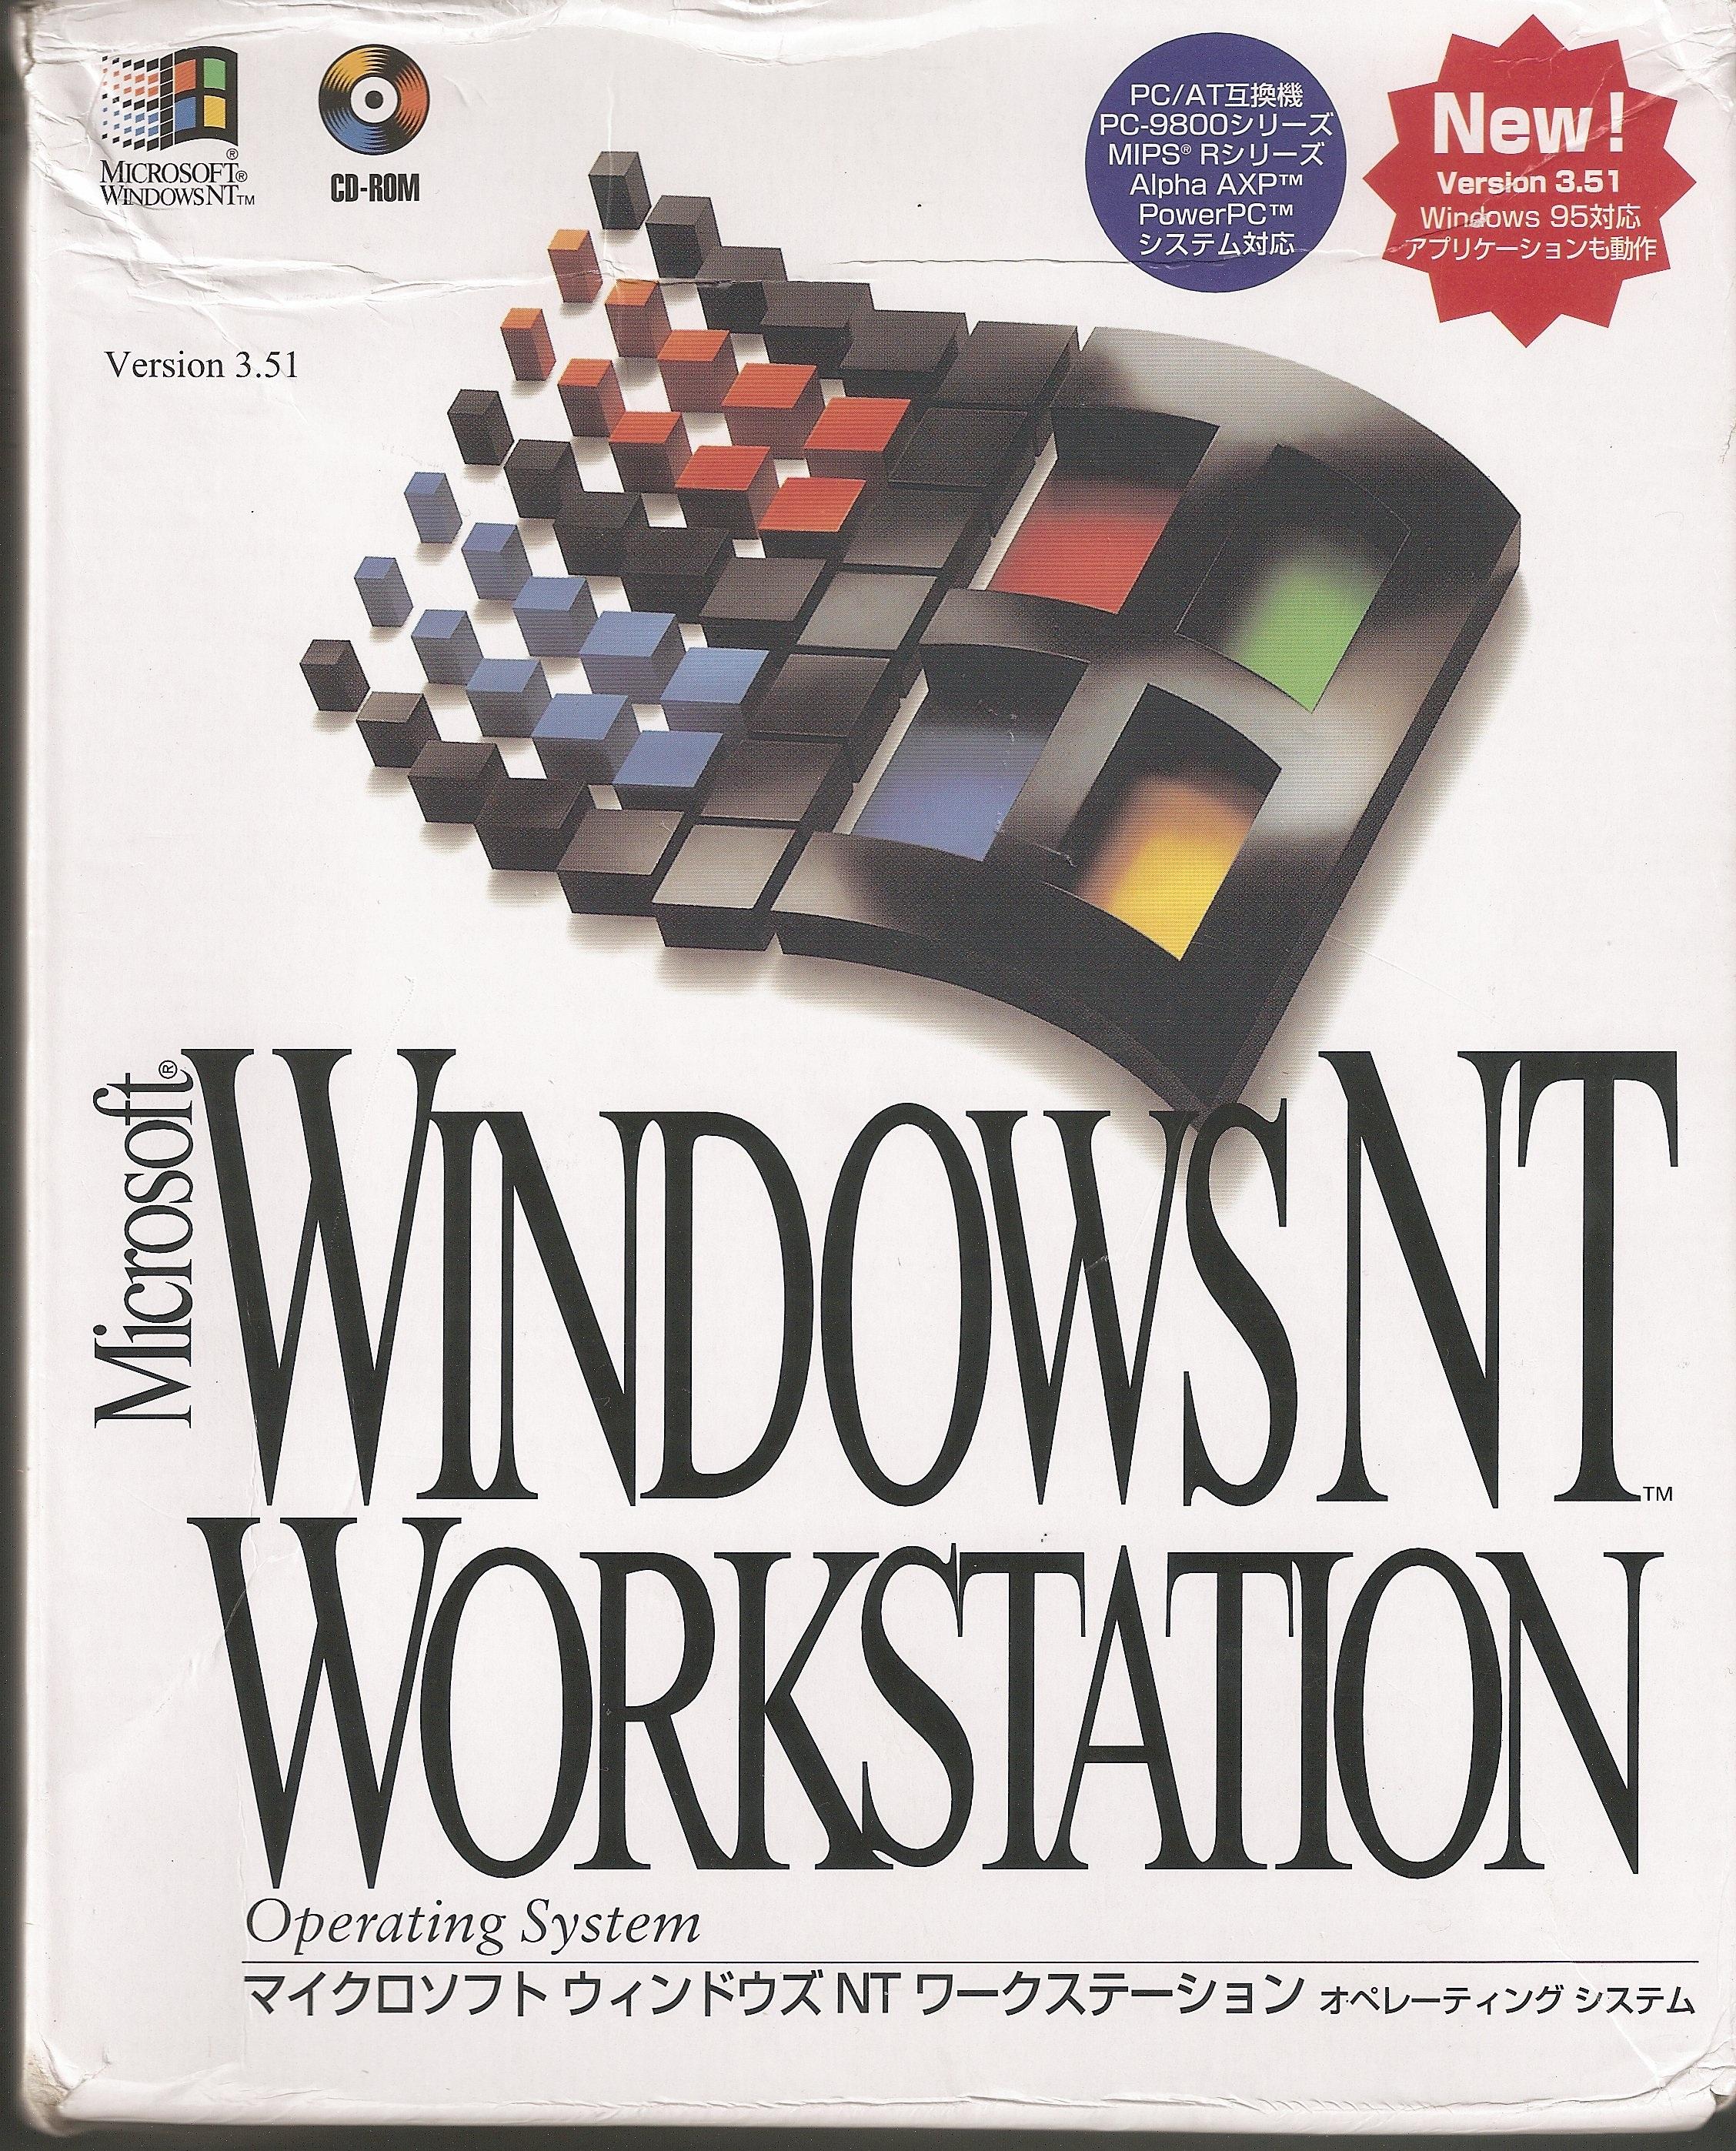 MICROSOFT®
WINDOWS NT™
CD-ROM
PC/AT互換機
PC-9800シリーズ
MIPS® Rシリーズ
Alpha AXP™
PowerPC™
システム対応
New!
Version 3.51
Windows 95対応
アプリケーションも動作
Version 3.51
Microsoft®
WINDOWS NT™
WORKSTATION
Operating System
マイクロソフト ウィンドウズ NT ワークステーション オペレーティング システム